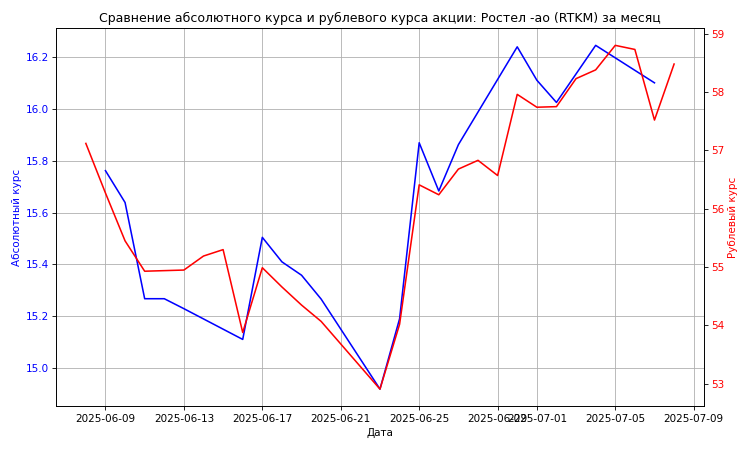 Сравнение абсолютного курса и рублевого курса акции: Ростел -ао (RTKM) за месяц
Абсолютный курс
16.2
16.0
15.8
15.6
15.4
15.2
15.0
59
58
57
56
55
54
53
Рублевый курс
2025-06-09 2025-06-13 2025-06-17 2025-06-21 2025-06-25 2025-06-29 2025-07-01 2025-07-05 2025-07-09
Дата